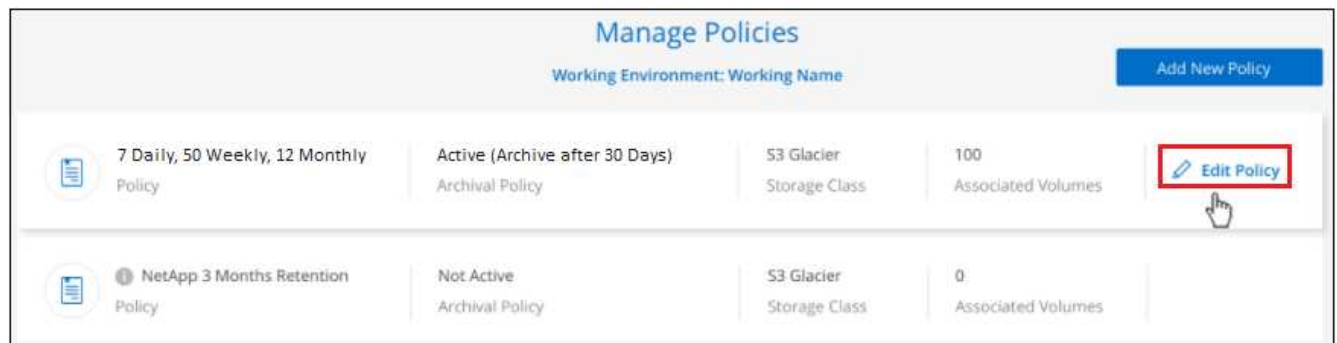 Manage Policies
Working Environment: Working Name
Add New Policy
7 Daily, 50 Weekly, 12 Monthly
Policy
Active (Archive after 30 Days)
Archival Policy
S3 Glacier
Storage Class
100
Associated Volumes
Edit Policy
NetApp 3 Months Retention
Policy
Not Active
Archival Policy
S3 Glacier
Storage Class
0
Associated Volumes